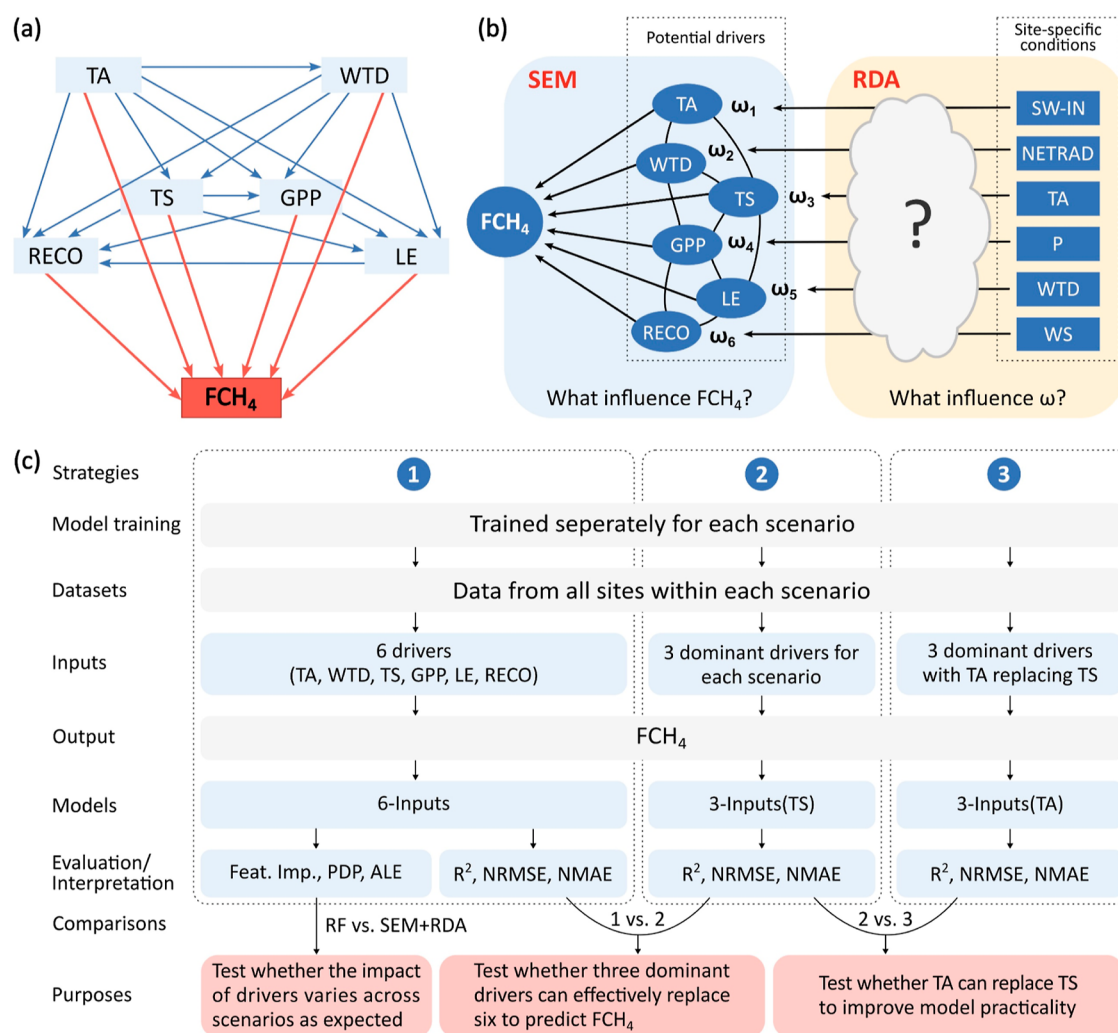 (a)
TA
WTD
TS
GPP
RECO
LE
FCH₄
(b)
Potential drivers
Site-specific
conditions
SEM
RDA
TA
ω₁
SW-IN
WTD
ω₂
NETRAD
TS
ω₃
TA
FCH₄
?
GPP
ω₄
P
LE
ω₅
WTD
RECO
ω₆
WS
What influence FCH₄?
What influence ω?
(c)
Strategies
1
2
3
Model training
Trained seperately for each scenario
Datasets
Data from all sites within each scenario
Inputs
6 drivers
(TA, WTD, TS, GPP, LE, RECO)
3 dominant drivers for
each scenario
3 dominant drivers
with TA replacing TS
Output
FCH₄
Models
6-Inputs
3-Inputs(TS)
3-Inputs(TA)
Evaluation/
Interpretation
Feat. Imp., PDP, ALE
R², NRMSE, NMAE
R², NRMSE, NMAE
R², NRMSE, NMAE
Comparisons
RF vs. SEM+RDA
1 vs. 2
2 vs. 3
Purposes
Test whether the impact
of drivers varies across
scenarios as expected
Test whether three dominant
drivers can effectively replace
six to predict FCH₄
Test whether TA can replace TS
to improve model practicality